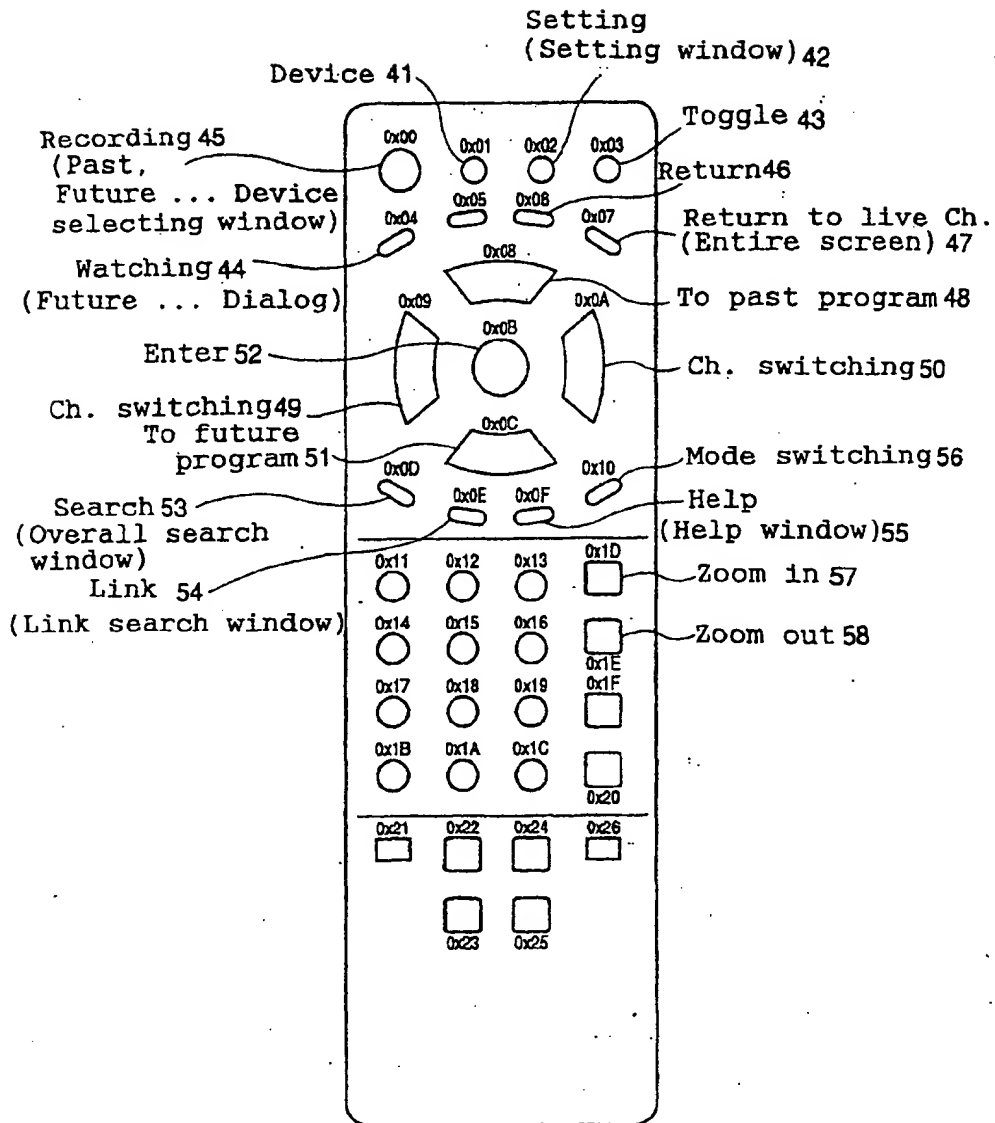 Setting
(Setting window) 42
Device 41
Toggle 43
Recording 45
(Past,
Future ... Device
selecting window)
0x00
0x01
0x02
0x03
Return 46
0x04
0x05
0x06
0x07
Return to live Ch.
(Entire screen) 47
Watching 44
(Future ... Dialog)
0x08
To past program 48
0x09
0x0A
0x0B
Enter 52
Ch. switching 50
Ch. switching 49
To future
program 51
0x0C
0x0D
0x10
Mode switching 56
Search 53
(Overall search
window)
0x0E
0x0F
Help
(Help window) 55
Link 54
(Link search window)
0x11
0x12
0x13
0x1D
Zoom in 57
0x14
0x15
0x16
Zoom out 58
0x1E
0x17
0x18
0x19
0x1F
0x1B
0x1A
0x1C
0x20
0x21
0x22
0x24
0x26
0x23
0x25